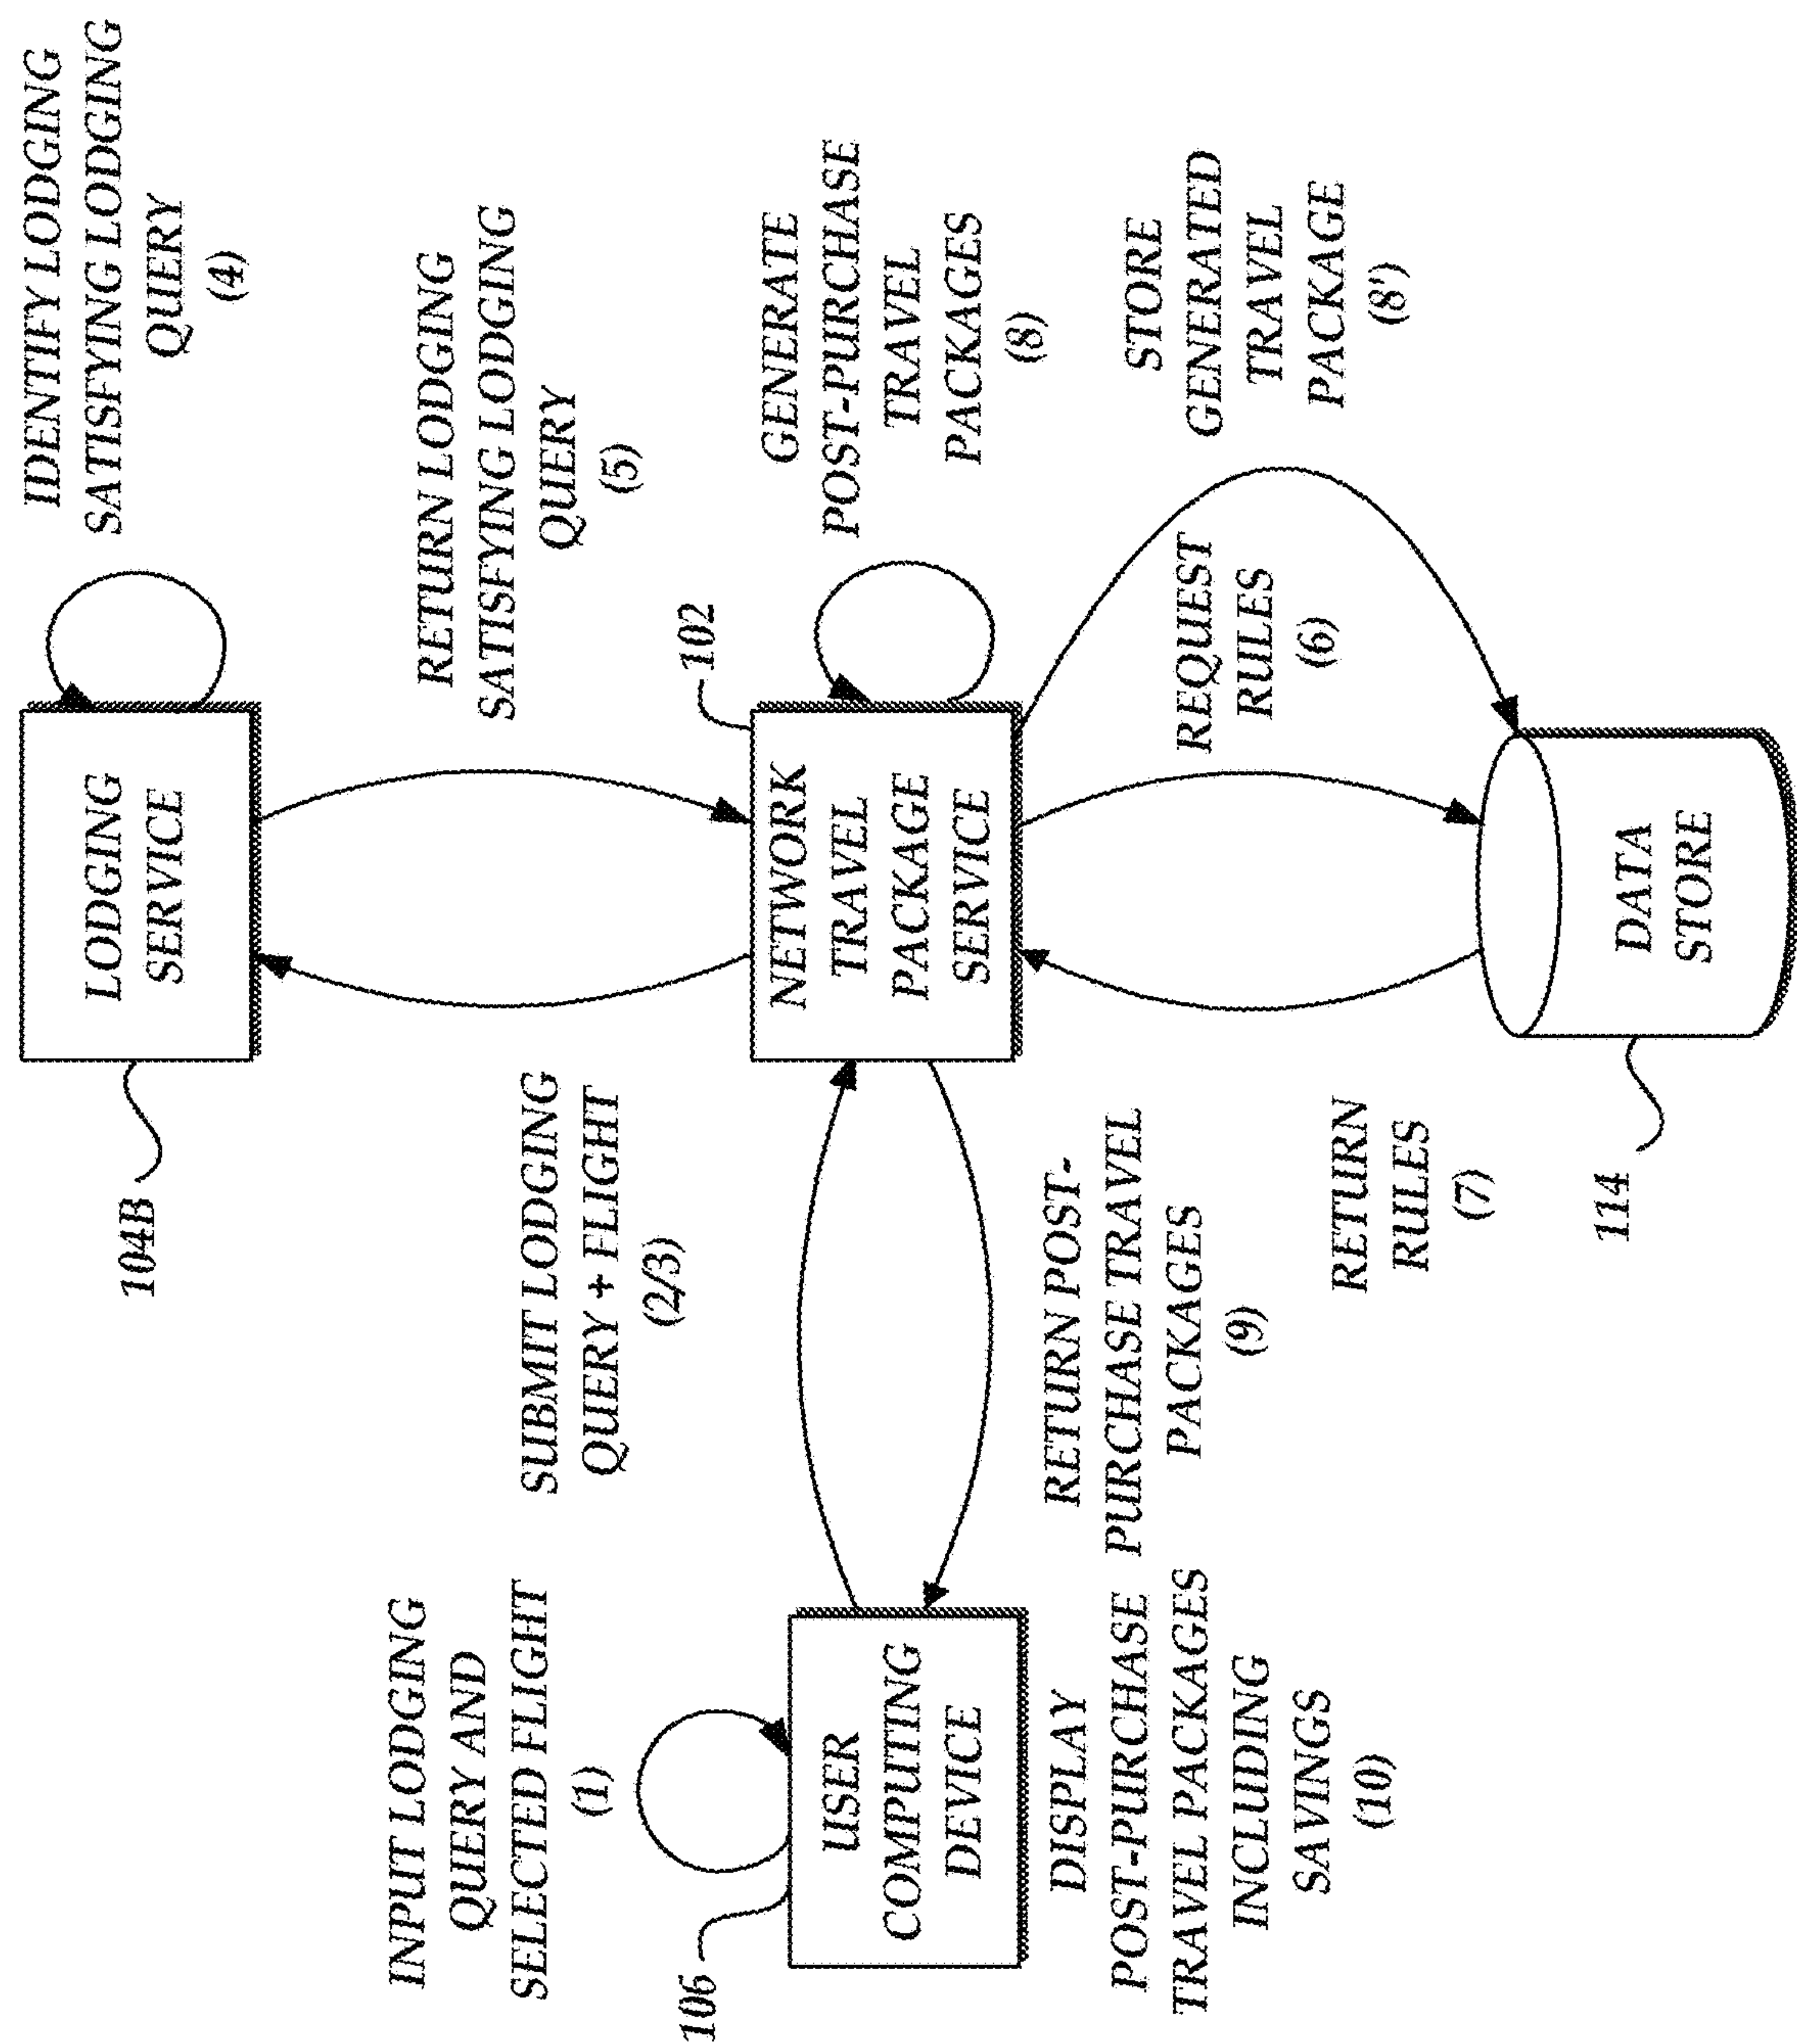 IDENTIFY LODGING
SATISFYING LODGING
QUERY
(4)
LODGING
SERVICE
104B
RETURN LODGING
SATISFYING LODGING
QUERY
(5)
INPUT LODGING
QUERY AND
SELECTED FLIGHT
(1)
SUBMIT LODGING
QUERY + FLIGHT
(2/3)
102
106
USER
COMPUTING
DEVICE
NETWORK
TRAVEL
PACKAGE
SERVICE
GENERATE
POST-PURCHASE
TRAVEL
PACKAGES
(8)
DISPLAY
POST-PURCHASE
TRAVEL PACKAGES
INCLUDING
SAVINGS
(10)
RETURN POST-
PURCHASE TRAVEL
PACKAGES
(9)
REQUEST
RULES
(6)
STORE
GENERATED
TRAVEL
PACKAGE
(8')
RETURN
RULES
(7)
114
DATA
STORE